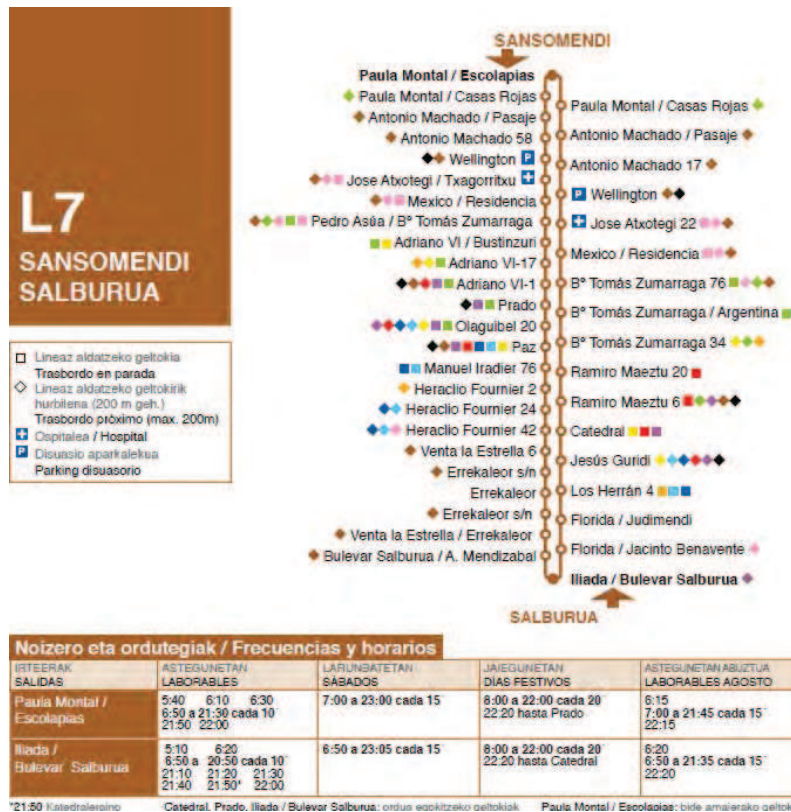 SANSOMENDI
L7
SANSOMENDI
SALBURUA
Lineaz aldatzeko geltokia
Trasbordo en parada
Lineaz aldatzeko geltokirik
hurbilena (200 m geh.)
Trasbordo próximo (max. 200m)
Ospitalea / Hospital
P Disuasio aparkalekua
Parking disuasorio
Paula Montal / Escolapias
Paula Montal / Casas Rojas
Antonio Machado / Pasaje
Antonio Machado 58
Wellington P
Jose Atxotegi / Txagorritxu
Mexico / Residencia
Pedro Asúa / Bº Tomás Zumarraga
Adriano VI / Bustinzuri
Adriano VI-17
Adriano VI-1
Prado
Olaguibel 20
Paz
Manuel Iradier 76
Heraclio Fournier 2
Heraclio Fournier 24
Heraclio Fournier 42
Venta la Estrella 6
Errekaleor s/n
Errekaleor
Errekaleor s/n
Venta la Estrella / Errekaleor
Bulevar Salburua / A. Mendizabal
Paula Montal / Casas Rojas
Antonio Machado / Pasaje
Antonio Machado 17
P Wellington
Jose Atxotegi 22
Mexico / Residencia
Bº Tomás Zumarraga 76
Bº Tomás Zumarraga / Argentina
Bº Tomás Zumarraga 34
Ramiro Maeztu 20
Ramiro Maeztu 6
Catedral
Jesús Guridi
Los Herrán 4
Florida / Judimendi
Florida / Jacinto Benavente
Iliada / Bulevar Salburua
SALBURUA
Noizero eta ordutegiak / Frecuencias y horarios
IRTEERAK ASTEGUNETAN LARUNBATETAN JAIEGUNETAN ASTEGUNETAN ABUZTUA
SALIDAS LABORABLES SÁBADOS DÍAS FESTIVOS LABORABLES AGOSTO
Paula Montal / 5:40 6:10 6:30 7:00 a 23:00 cada 15´ 8:00 a 22:00 cada 20´ 6:15
Escolapias 6:50 a 21:30 cada 10´ 22:20 hasta Prado 7:00 a 21:45 cada 15´
21:50 22:00 22:15
Iliada / 5:10 6:20 6:50 a 23:05 cada 15´ 8:00 a 22:00 cada 20´ 6:20
Bulevar Salburua 6:50 a 20:50 cada 10´ 22:20 hasta Catedral 6:50 a 21:35 cada 15´
21:10 21:20 21:30 22:20
21:40 21:50* 22:00
*21:50 Katedraleraino Catedral, Prado, Iliada / Bulevar Salburua: ordua egokitzeko geltokiak Paula Montal / Escolapias: bide amaierako geltok